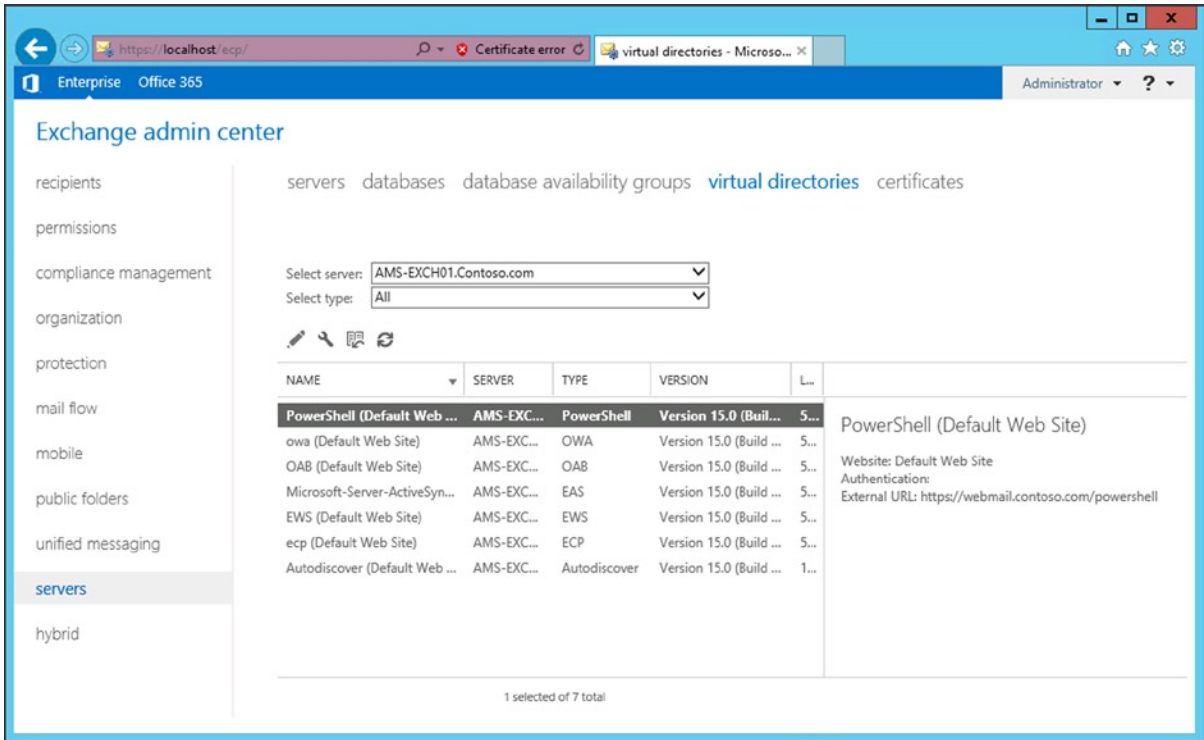 https://localhost/ecp/ Certificate error virtual directories - Microso...
Enterprise Office 365 Administrator ?
Exchange admin center
servers databases database availability groups virtual directories certificates
recipients
permissions
compliance management
organization
protection
mail flow
mobile
public folders
unified messaging
servers
hybrid
Select server: AMS-EXCH01.Contoso.com
Select type: All
NAME SERVER TYPE VERSION L...
PowerShell (Default Web ... AMS-EXC... PowerShell Version 15.0 (Buil... 5...
owa (Default Web Site) AMS-EXC... OWA Version 15.0 (Build ... 5...
OAB (Default Web Site) AMS-EXC... OAB Version 15.0 (Build ... 5...
Microsoft-Server-ActiveSyn... AMS-EXC... EAS Version 15.0 (Build ... 5...
EWS (Default Web Site) AMS-EXC... EWS Version 15.0 (Build ... 5...
ecp (Default Web Site) AMS-EXC... ECP Version 15.0 (Build ... 5...
Autodiscover (Default Web ... AMS-EXC... Autodiscover Version 15.0 (Build ... 1...
PowerShell (Default Web Site)
Website: Default Web Site
Authentication:
External URL: https://webmail.contoso.com/powershell
1 selected of 7 total